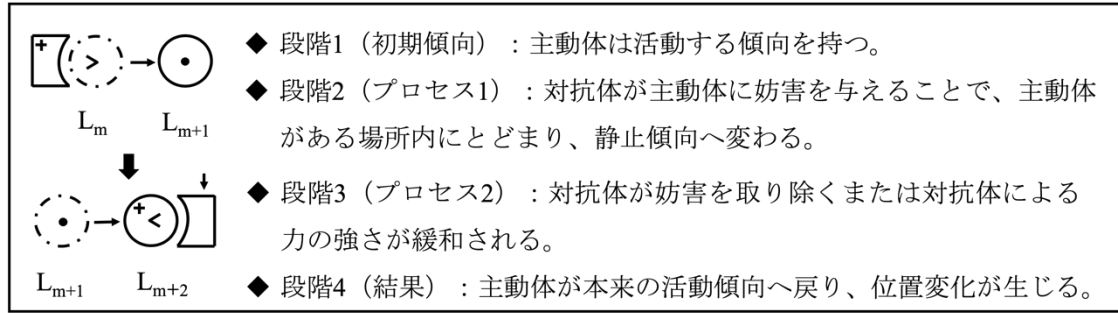 ◆ 段階1（初期傾向）：主動体は活動する傾向を持つ。
◆ 段階2（プロセス1）：対抗体が主動体に妨害を与えることで、主動体
がある場所内にとどまり、静止傾向へ変わる。
◆ 段階3（プロセス2）：対抗体が妨害を取り除くまたは対抗体による
力の強さが緩和される。
◆ 段階4（結果）：主動体が本来の活動傾向へ戻り、位置変化が生じる。
+ >
Lm Lm+1
+ <
Lm+1 Lm+2